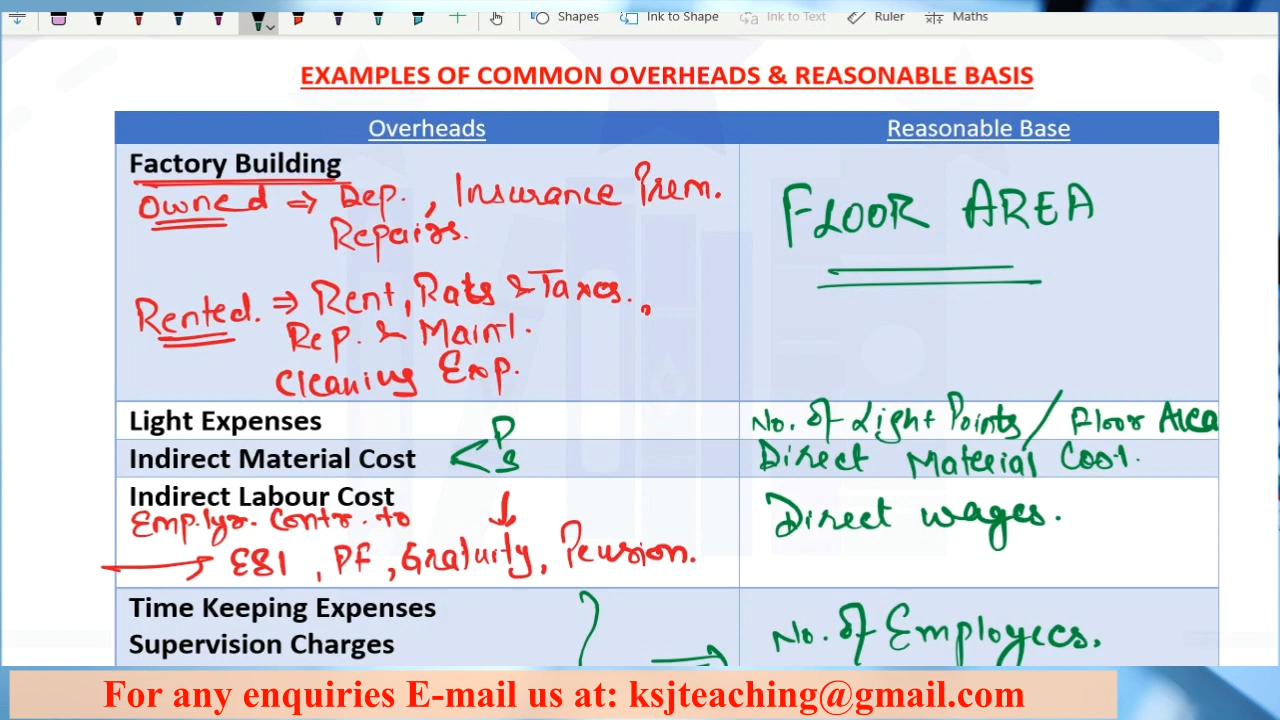 Shapes Ink to Shape Ink to Text Ruler Maths
EXAMPLES OF COMMON OVERHEADS & REASONABLE BASIS
Overheads Reasonable Base
Factory Building
Owned ⇒ Dep., Insurance Prem.
Repairs.
FLOOR AREA
Rented. ⇒ Rent, Rats & Taxes.,
Rep. & Maint.
Cleaning Exp.
Light Expenses No. of Light Points / Floor Area
Indirect Material Cost < P S Direct Material Cost.
Indirect Labour Cost Direct wages.
Emplyr. Contr. to
→ ESI, PF, Gratuity, Pension.
Time Keeping Expenses
Supervision Charges → No. of Employees.
For any enquiries E-mail us at: ksjteaching@gmail.com